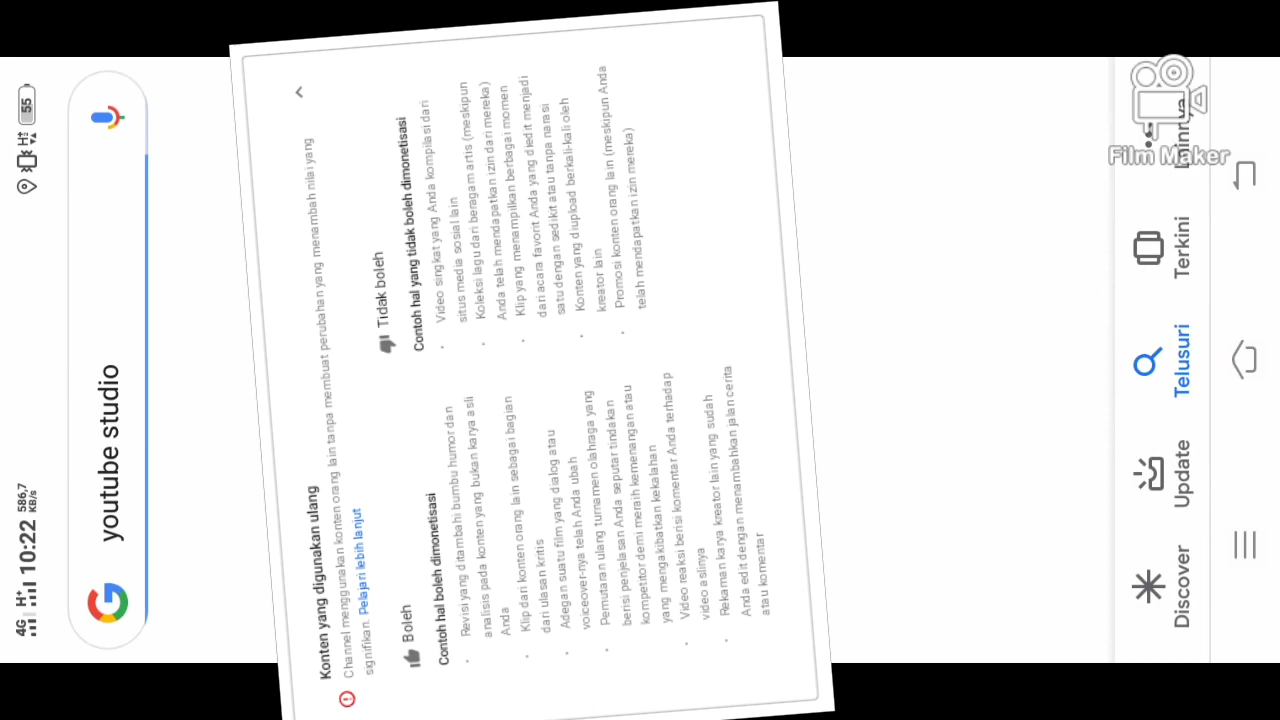 4G H+ 10:22 586,7 KB/s H+ 55
youtube studio
Konten yang digunakan ulang
Channel menggunakan konten orang lain tanpa membuat perubahan yang menambah nilai yang
signifikan. Pelajari lebih lanjut
Boleh
Contoh hal boleh dimonetisasi
Revisi yang ditambahi bumbu humor dan
analisis pada konten yang bukan karya asli
Anda
Klip dari konten orang lain sebagai bagian
dari ulasan kritis
Adegan suatu film yang dialog atau
voiceover-nya telah Anda ubah
Pemutaran ulang turnamen olahraga yang
berisi penjelasan Anda seputar tindakan
kompetitor demi meraih kemenangan atau
yang mengakibatkan kekalahan
Video reaksi berisi komentar Anda terhadap
video aslinya
Rekaman karya kreator lain yang sudah
Anda edit dengan menambahkan jalan cerita
atau komentar
Tidak boleh
Contoh hal yang tidak boleh dimonetisasi
Video singkat yang Anda kompilasi dari
situs media sosial lain
Koleksi lagu dari beragam artis (meskipun
Anda telah mendapatkan izin dari mereka)
Klip yang menampilkan berbagai momen
dari acara favorit Anda yang diedit menjadi
satu dengan sedikit atau tanpa narasi
Konten yang diupload berkali-kali oleh
kreator lain
Promosi konten orang lain (meskipun Anda
telah mendapatkan izin mereka)
Discover
Update
Telusuri
Terkini
Lainnya
Film Maker